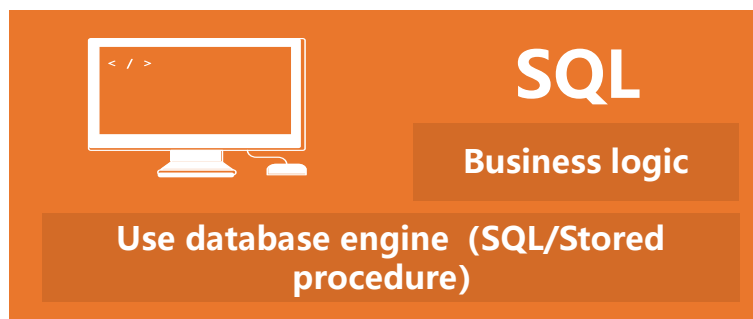 < / >
SQL
Business logic
Use database engine (SQL/Stored
procedure)